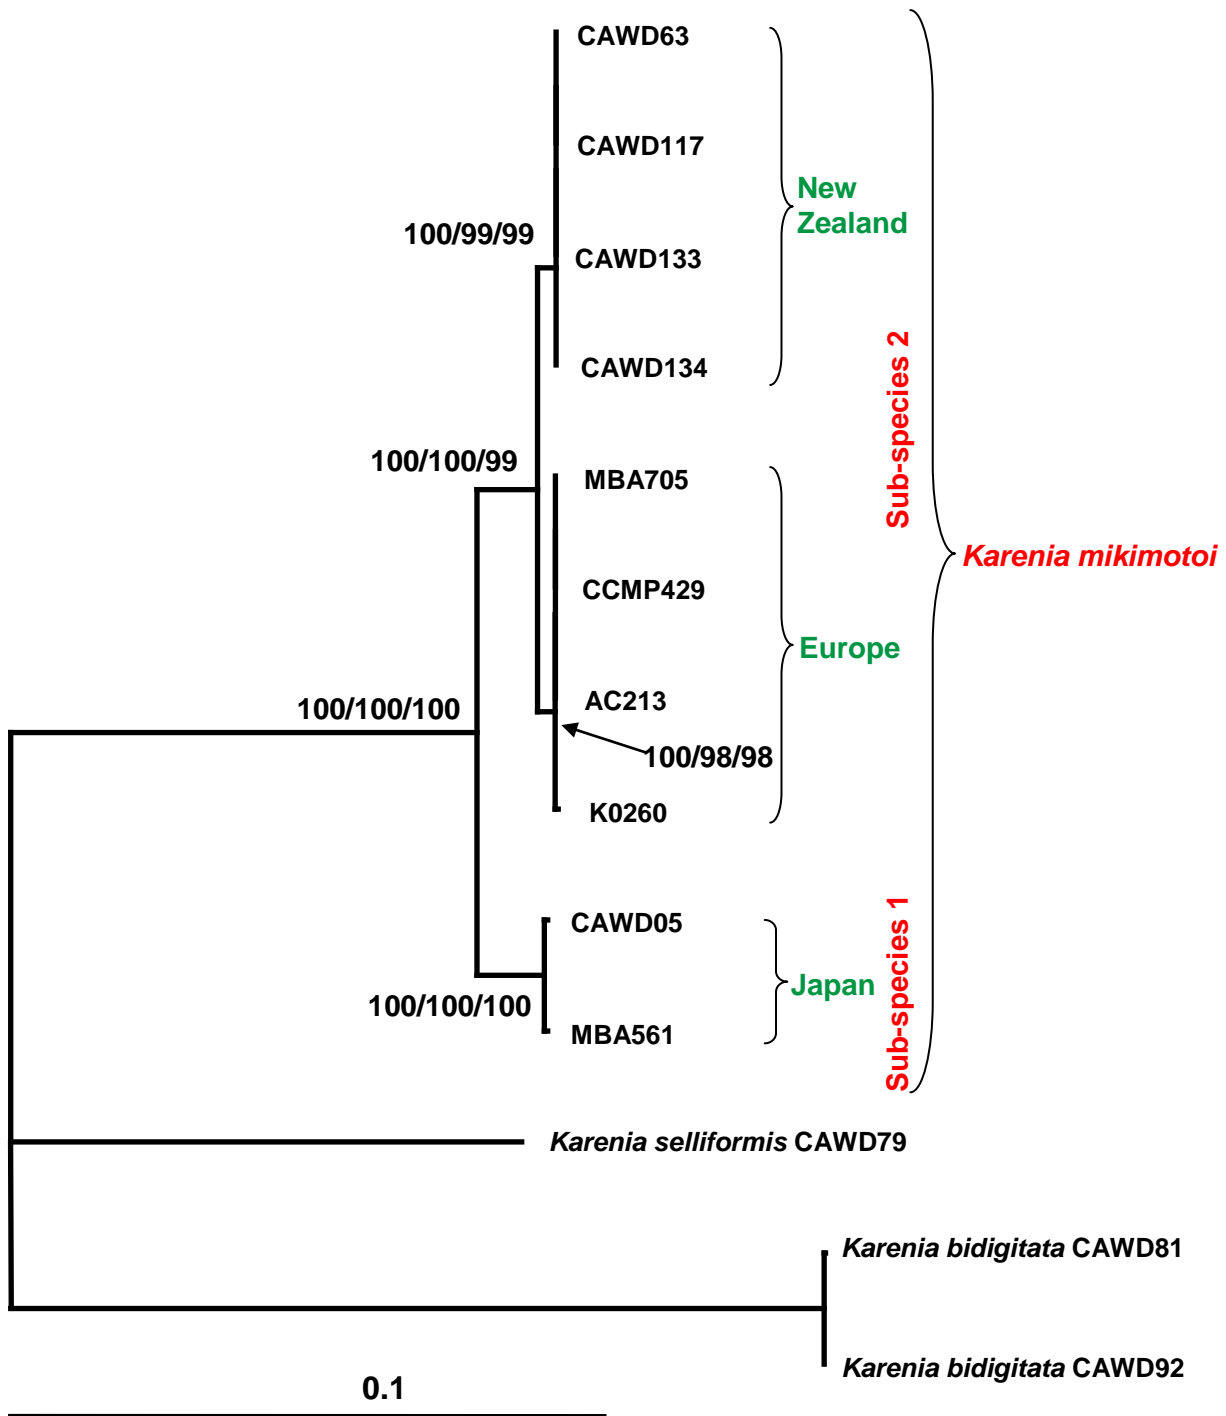 CAWD63
CAWD117
New
Zealand
100/99/99
CAWD133
CAWD134
Sub-species 2
100/100/99
MBA705
Karenia mikimotoi
CCMP429
Europe
AC213
100/100/100
100/98/98
K0260
CAWD05
Sub-species 1
Japan
100/100/100
MBA561
Karenia selliformis CAWD79
Karenia bidigitata CAWD81
Karenia bidigitata CAWD92
0.1